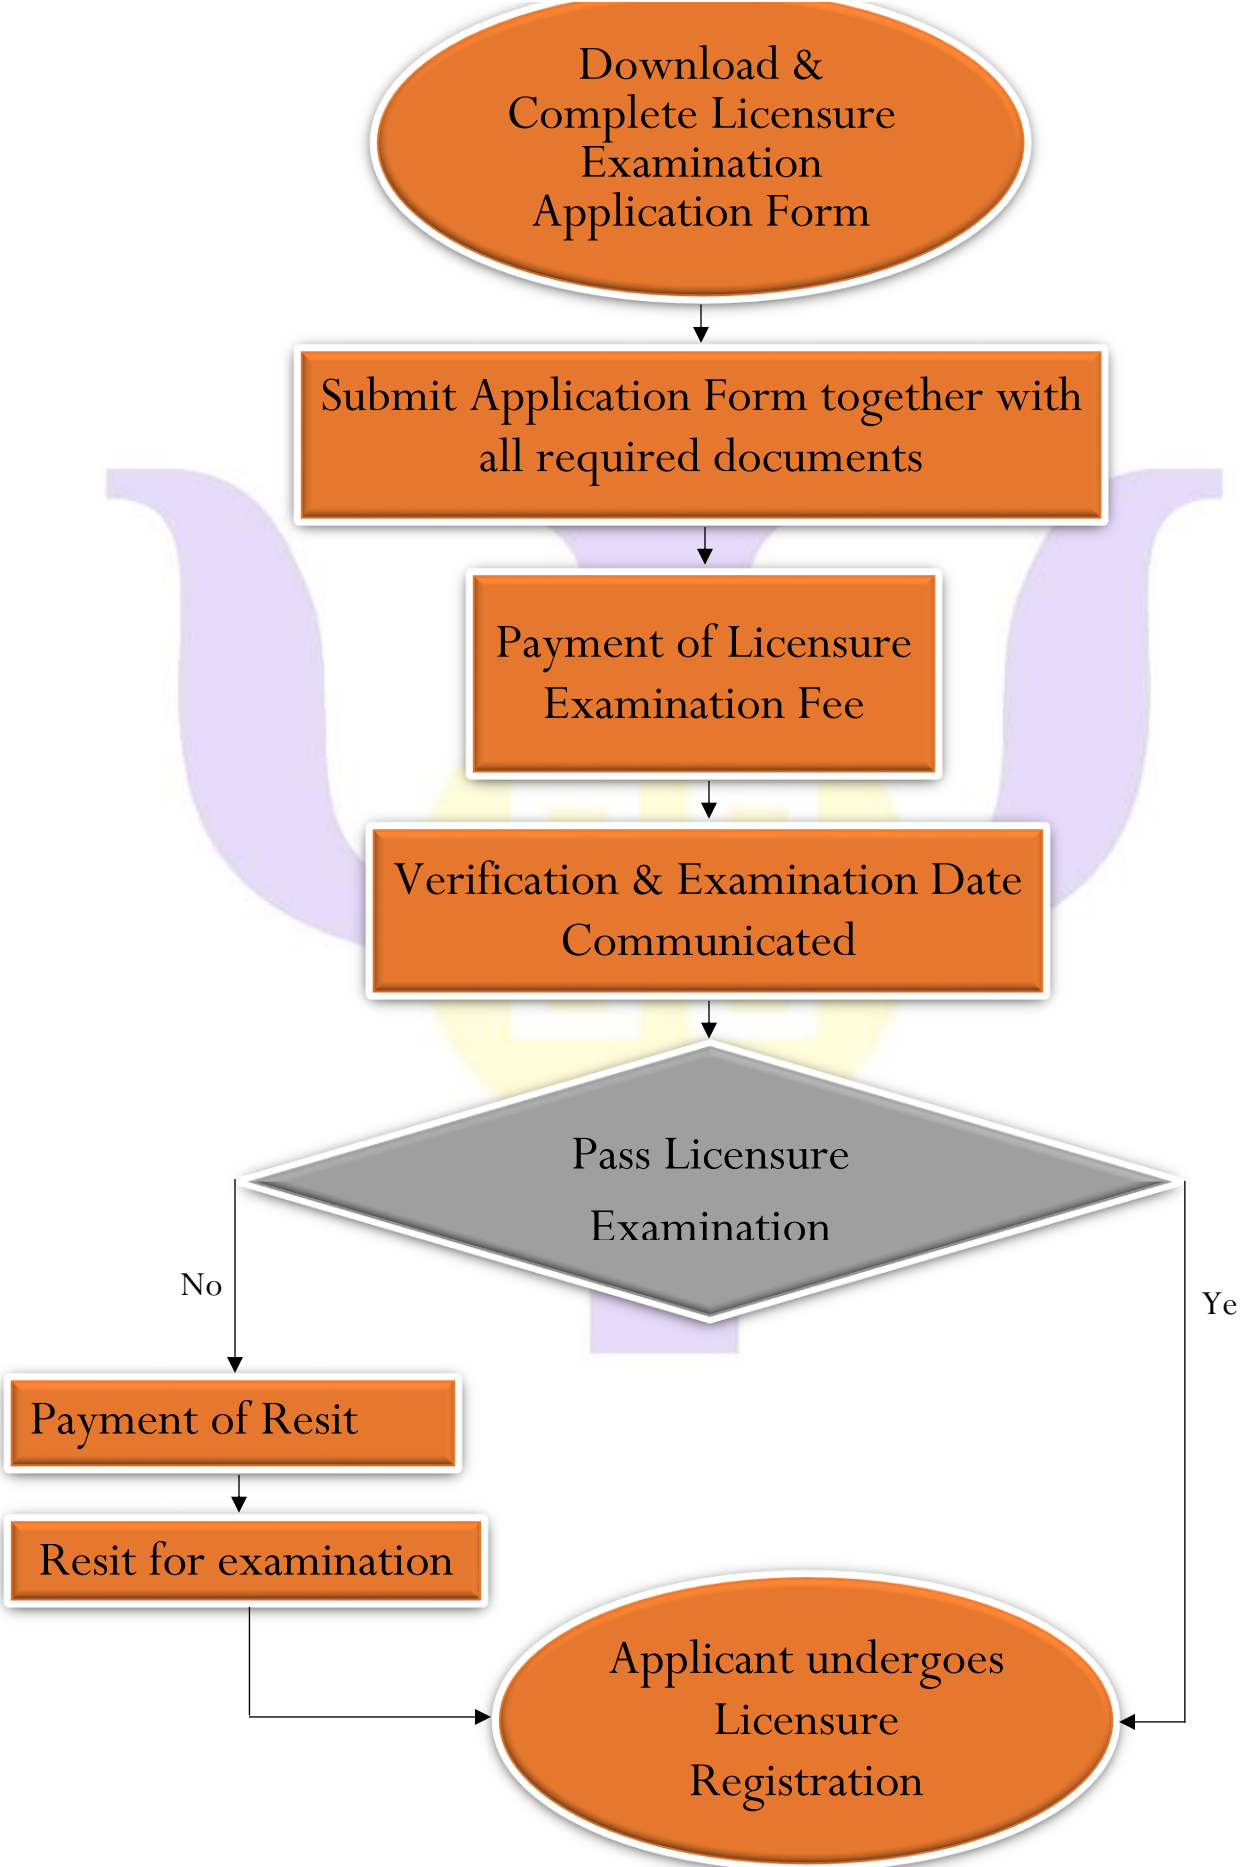 Download &
Complete Licensure
Examination
Application Form
Submit Application Form together with
all required documents
Payment of Licensure
Examination Fee
Verification & Examination Date
Communicated
Pass Licensure
Examination
No
Ye
Payment of Resit
Resit for examination
Applicant undergoes
Licensure
Registration